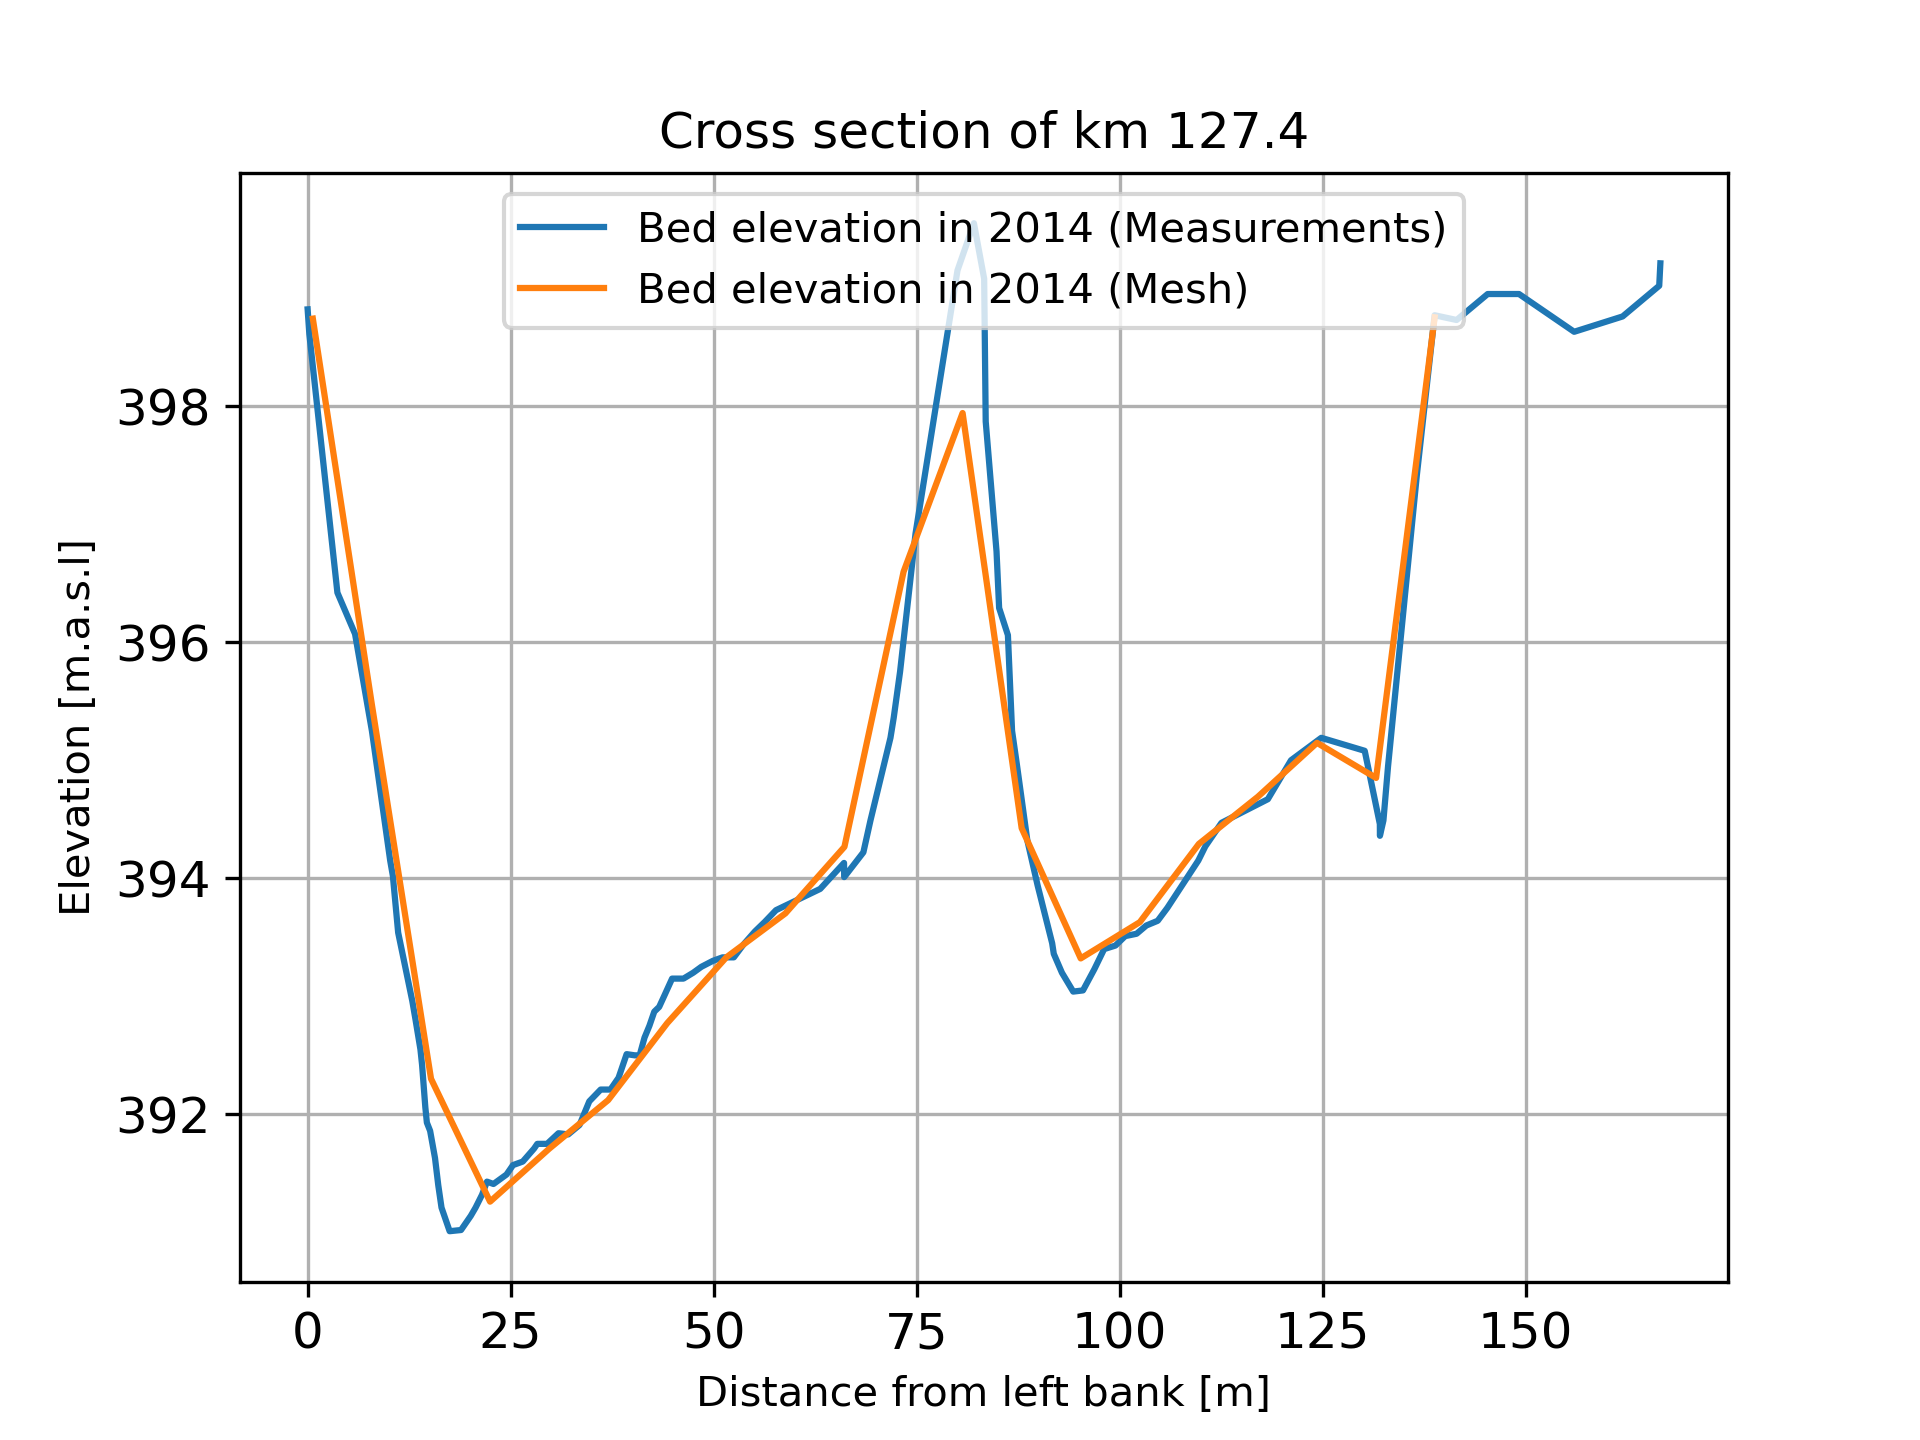 Cross section of km 127.4
Bed elevation in 2014 (Measurements)
Bed elevation in 2014 (Mesh)
398
396
394
392
Elevation [m.a.s.l]
0 25 50 75 100 125 150
Distance from left bank [m]